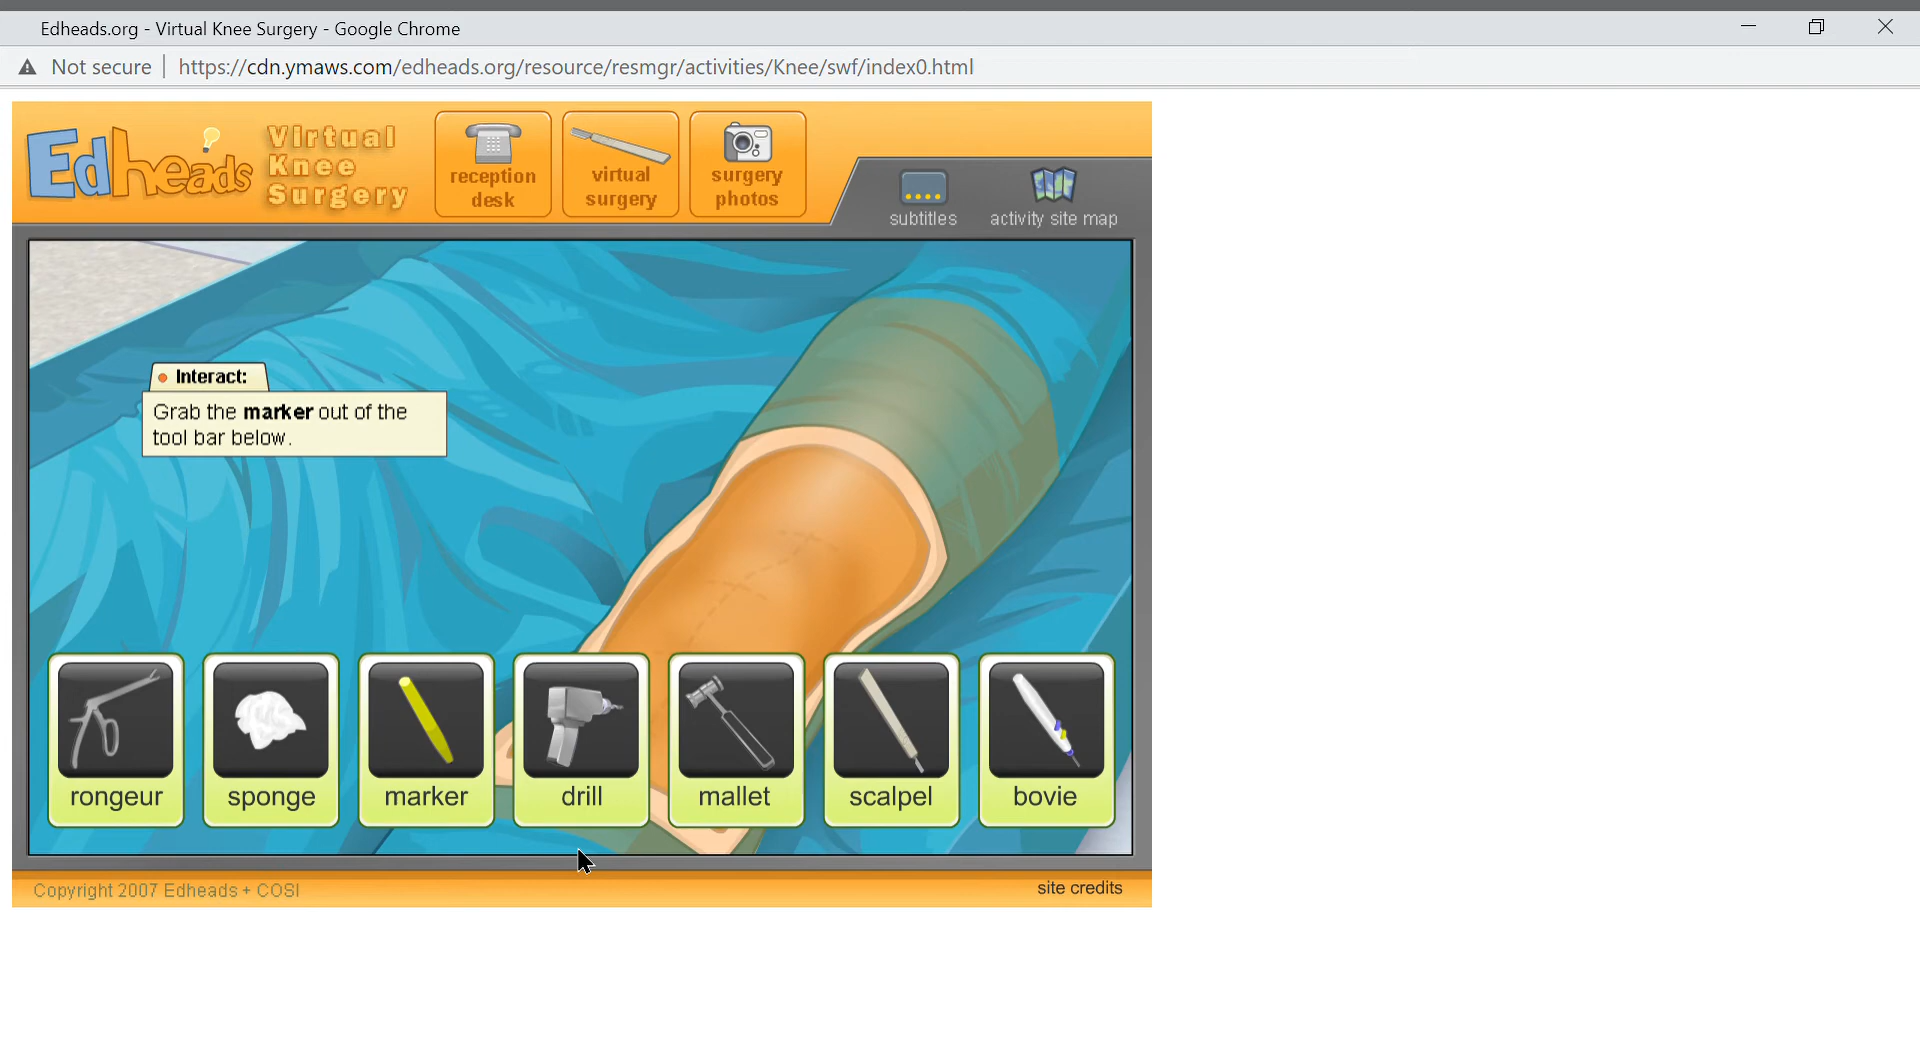 Edheads.org - Virtual Knee Surgery - Google Chrome
Not secure https://cdn.ymaws.com/edheads.org/resource/resmgr/activities/Knee/swf/index0.html
Edheads
Virtual
Knee
Surgery
reception
desk
virtual
surgery
surgery
photos
subtitles
activity site map
Interact:
Grab the marker out of the
tool bar below.
rongeur
sponge
marker
drill
mallet
scalpel
bovie
Copyright 2007 Edheads + COSI
site credits